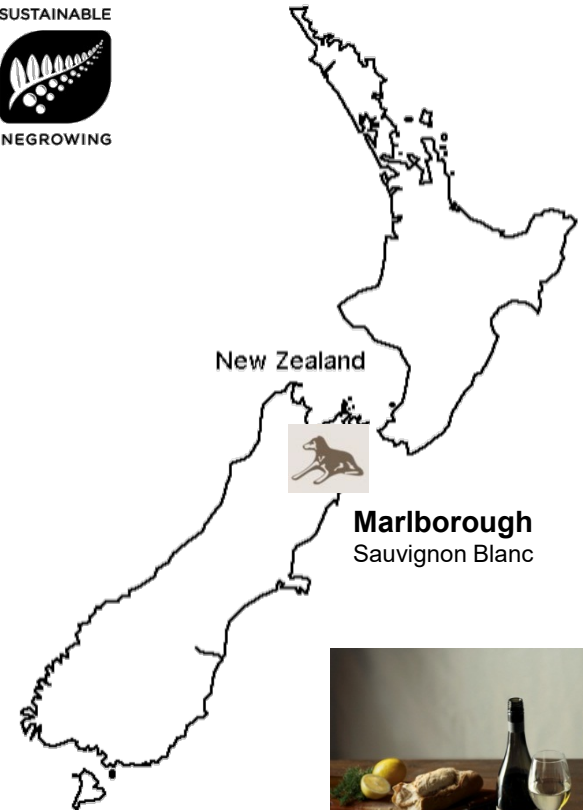 SUSTAINABLE
NEGROWING
New Zealand
Marlborough
Sauvignon Blanc